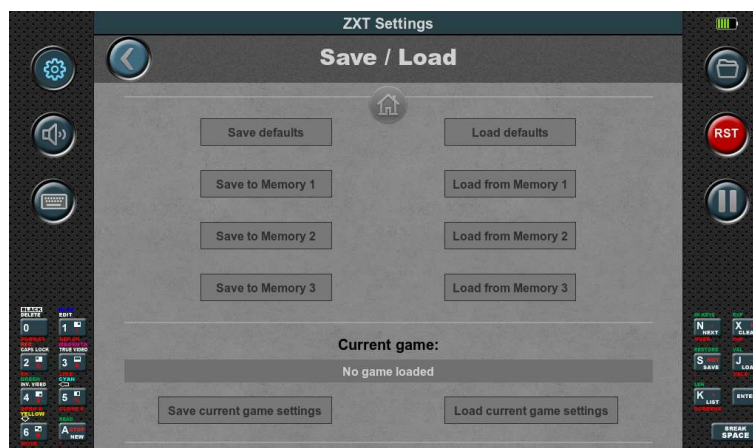 ZXT Settings
Save / Load
Save defaults
Load defaults
Save to Memory 1
Load from Memory 1
Save to Memory 2
Load from Memory 2
Save to Memory 3
Load from Memory 3
Current game:
No game loaded
Save current game settings
Load current game settings
RST
BLACK
DELETE
EDIT
0
1
CAPS LOCK
TRUE VIDEO
2
3
GREEN
CYAN
INV. VIDEO
4
5
YELLOW
6
A
NEW
N
NEXT
X
S
SAVE
J
K
LIST
BREAK
SPACE